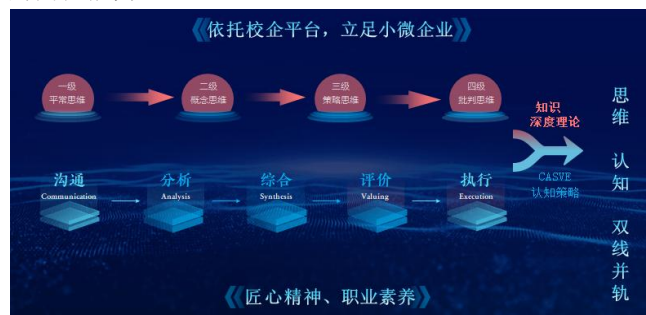 依托校企平台，立足小微企业
一级
平常思维
二级
概念思维
三级
策略思维
四级
批判思维
知识
深度理论
沟通
Communication
分析
Analysis
综合
Synthesis
评价
Valuing
执行
Execution
CASVE
认知策略
思维
认知
双线并轨
匠心精神、职业素养